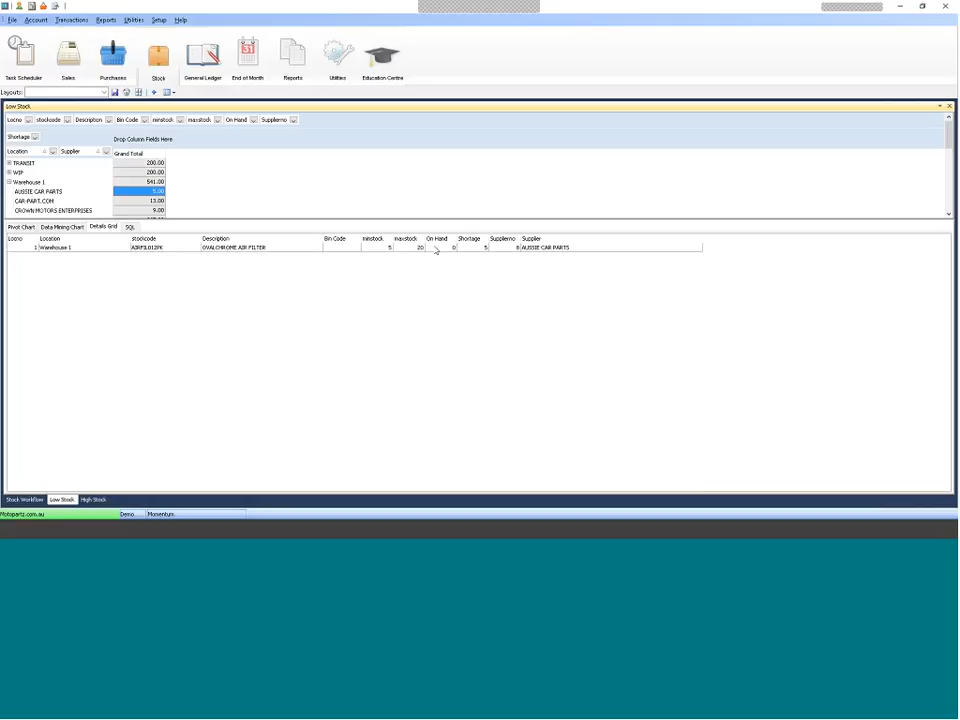 File Account Transactions Reports Utilities Setup Help
Task Scheduler Sales Purchases Stock General Ledger End of Month Reports Utilities Education Centre
Layouts:
Low Stock
Locno stockcode Description Bin Code minstock maxstock On Hand Supplierno
Shortage Drop Column Fields Here
Location Supplier Grand Total
TRANSIT 200.00
WIP 200.00
Warehouse 1 541.00
AUSSIE CAR PARTS 5.00
CAR-PART.COM 13.00
CROWN MOTORS ENTERPRISES 9.00
Pivot Chart Data Mining Chart Details Grid SQL
Locno Location stockcode Description Bin Code minstock maxstock On Hand Shortage Supplierno Supplier
1 Warehouse 1 AIRFIL012PK OVALCHROME AIR FILTER 5 20 0 5 8 AUSSIE CAR PARTS
Stock Workflow Low Stock High Stock
Motopartz.com.au Demo Momentum